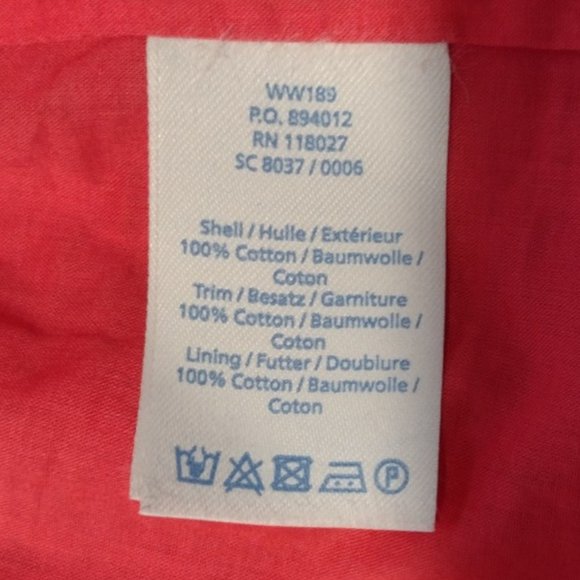 WW189
P.O. 894012
RN 118027
SC 8037 / 0006
Shell / Hulle / Extérieur
100% Cotton / Baumwolle /
Coton
Trim / Besatz / Garniture
100% Cotton / Baumwolle /
Coton
Lining / Futter / Doublure
100% Cotton / Baumwolle /
Coton
P